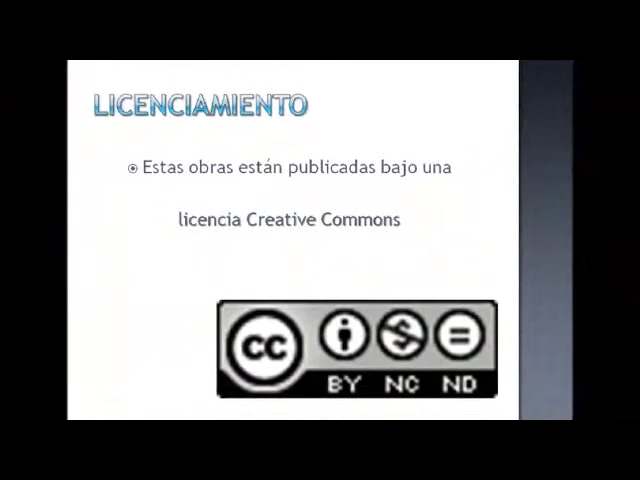 LICENCIAMIENTO
Estas obras están publicadas bajo una
licencia Creative Commons
cc
BY NC ND